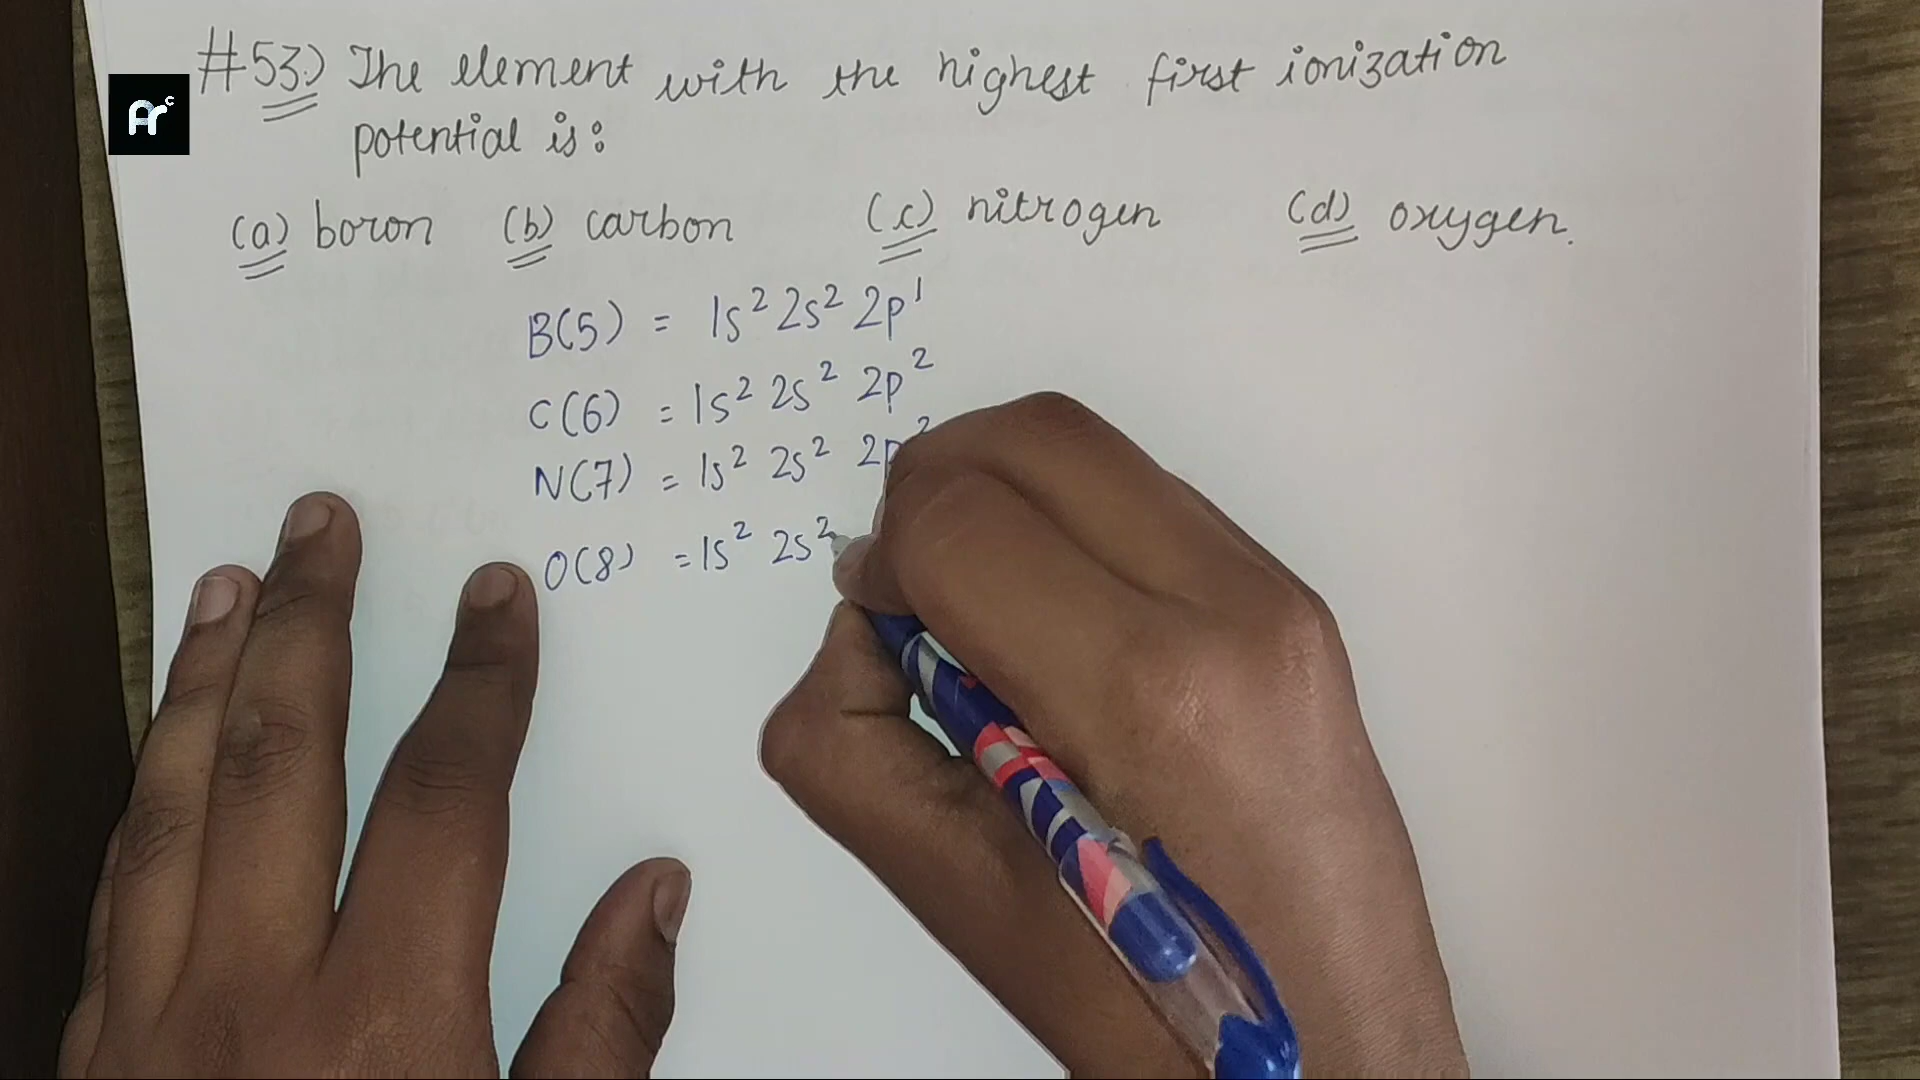 #53.) The element with the highest first ionization
potential is:
(a) boron (b) carbon (c) nitrogen (d) oxygen.
B(5) = 1s² 2s² 2p¹
C(6) = 1s² 2s² 2p²
N(7) = 1s² 2s² 2p
O(8) = 1s² 2s²
Ar c